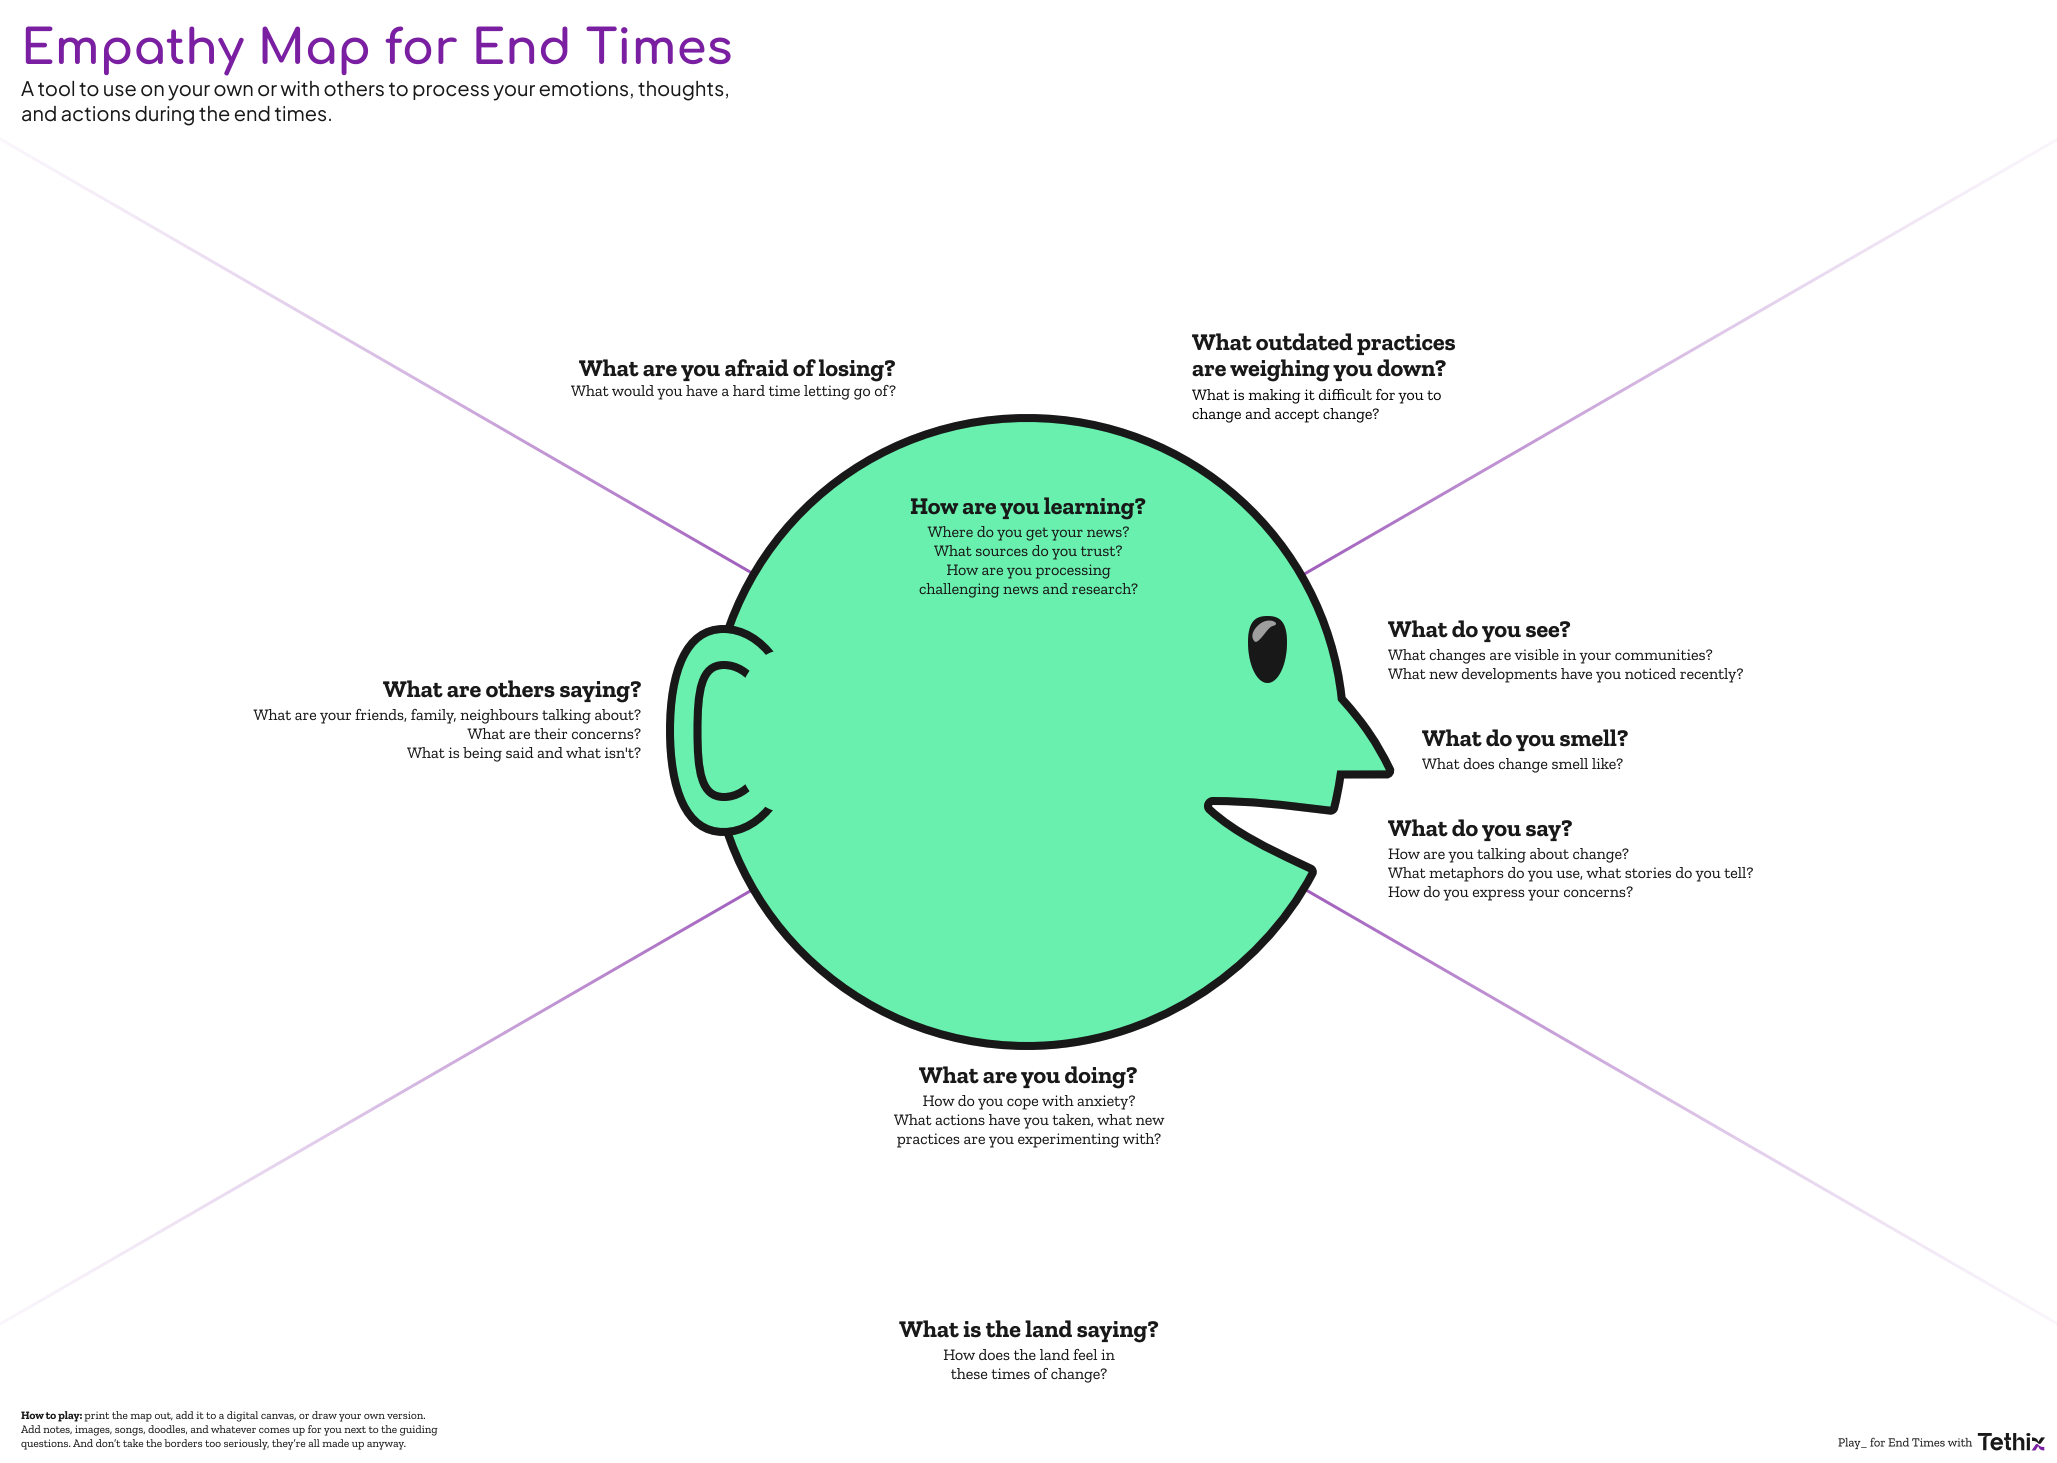 Empathy Map for End Times
A tool to use on your own or with others to process your emotions, thoughts,
and actions during the end times.
What are you afraid of losing?
What would you have a hard time letting go of?
What outdated practices
are weighing you down?
What is making it difficult for you to
change and accept change?
How are you learning?
Where do you get your news?
What sources do you trust?
How are you processing
challenging news and research?
What are others saying?
What are your friends, family, neighbours talking about?
What are their concerns?
What is being said and what isn't?
What do you see?
What changes are visible in your communities?
What new developments have you noticed recently?
What do you smell?
What does change smell like?
What do you say?
How are you talking about change?
What metaphors do you use, what stories do you tell?
How do you express your concerns?
What are you doing?
How do you cope with anxiety?
What actions have you taken, what new
practices are you experimenting with?
What is the land saying?
How does the land feel in
these times of change?
How to play: print the map out, add it to a digital canvas, or draw your own version.
Add notes, images, songs, doodles, and whatever comes up for you next to the guiding
questions. And don't take the borders too seriously, they're all made up anyway.
Play_ for End Times with Tethix